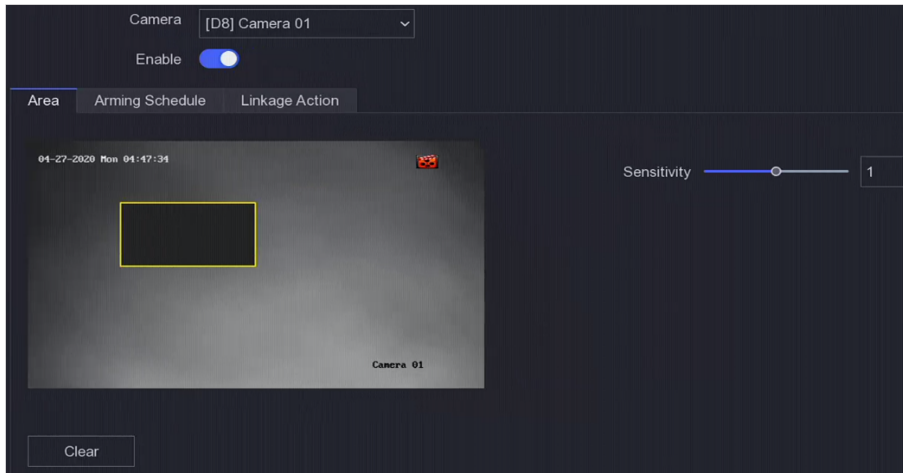 Camera [D8] Camera 01
Enable
Area Arming Schedule Linkage Action
04-27-2020 Mon 04:47:34
Sensitivity 1
Camera 01
Clear